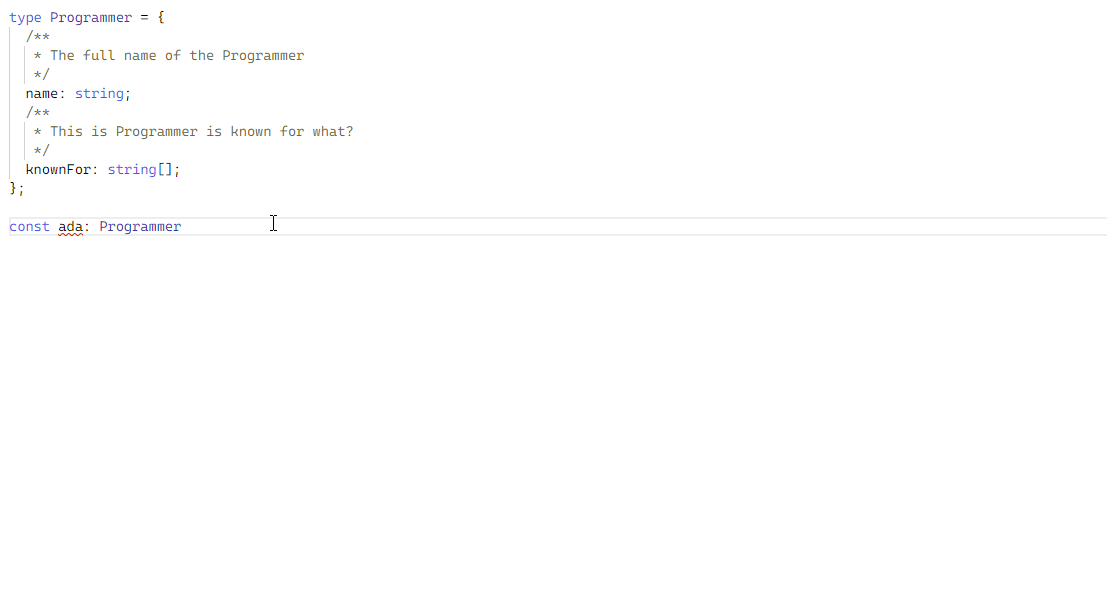 type Programmer = {
  /**
   * The full name of the Programmer
   */
  name: string;
  /**
   * This is Programmer is known for what?
   */
  knownFor: string[];
};
const ada: Programmer